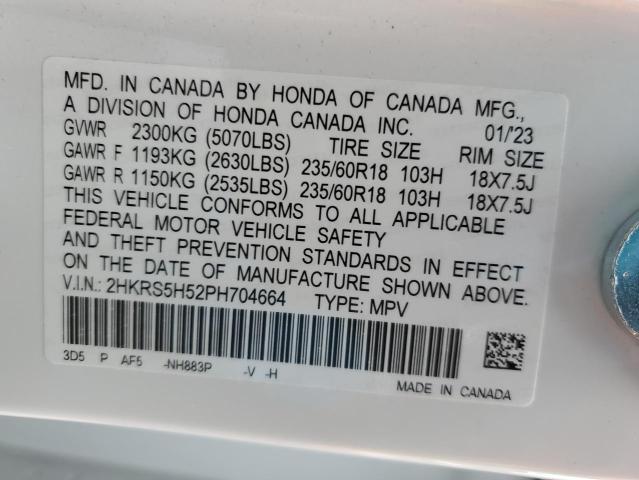 MFD. IN CANADA BY HONDA OF CANADA MFG.,
A DIVISION OF HONDA CANADA INC. 01/'23
GVWR 2300KG (5070LBS) TIRE SIZE RIM SIZE
GAWR F 1193KG (2630LBS) 235/60R18 103H 18X7.5J
GAWR R 1150KG (2535LBS) 235/60R18 103H 18X7.5J
THIS VEHICLE CONFORMS TO ALL APPLICABLE
FEDERAL MOTOR VEHICLE SAFETY
AND THEFT PREVENTION STANDARDS IN EFFECT
ON THE DATE OF MANUFACTURE SHOWN ABOVE.
V.I.N.: 2HKRS5H52PH704664 TYPE: MPV
3D5 P AF5 -NH883P -V -H
MADE IN CANADA